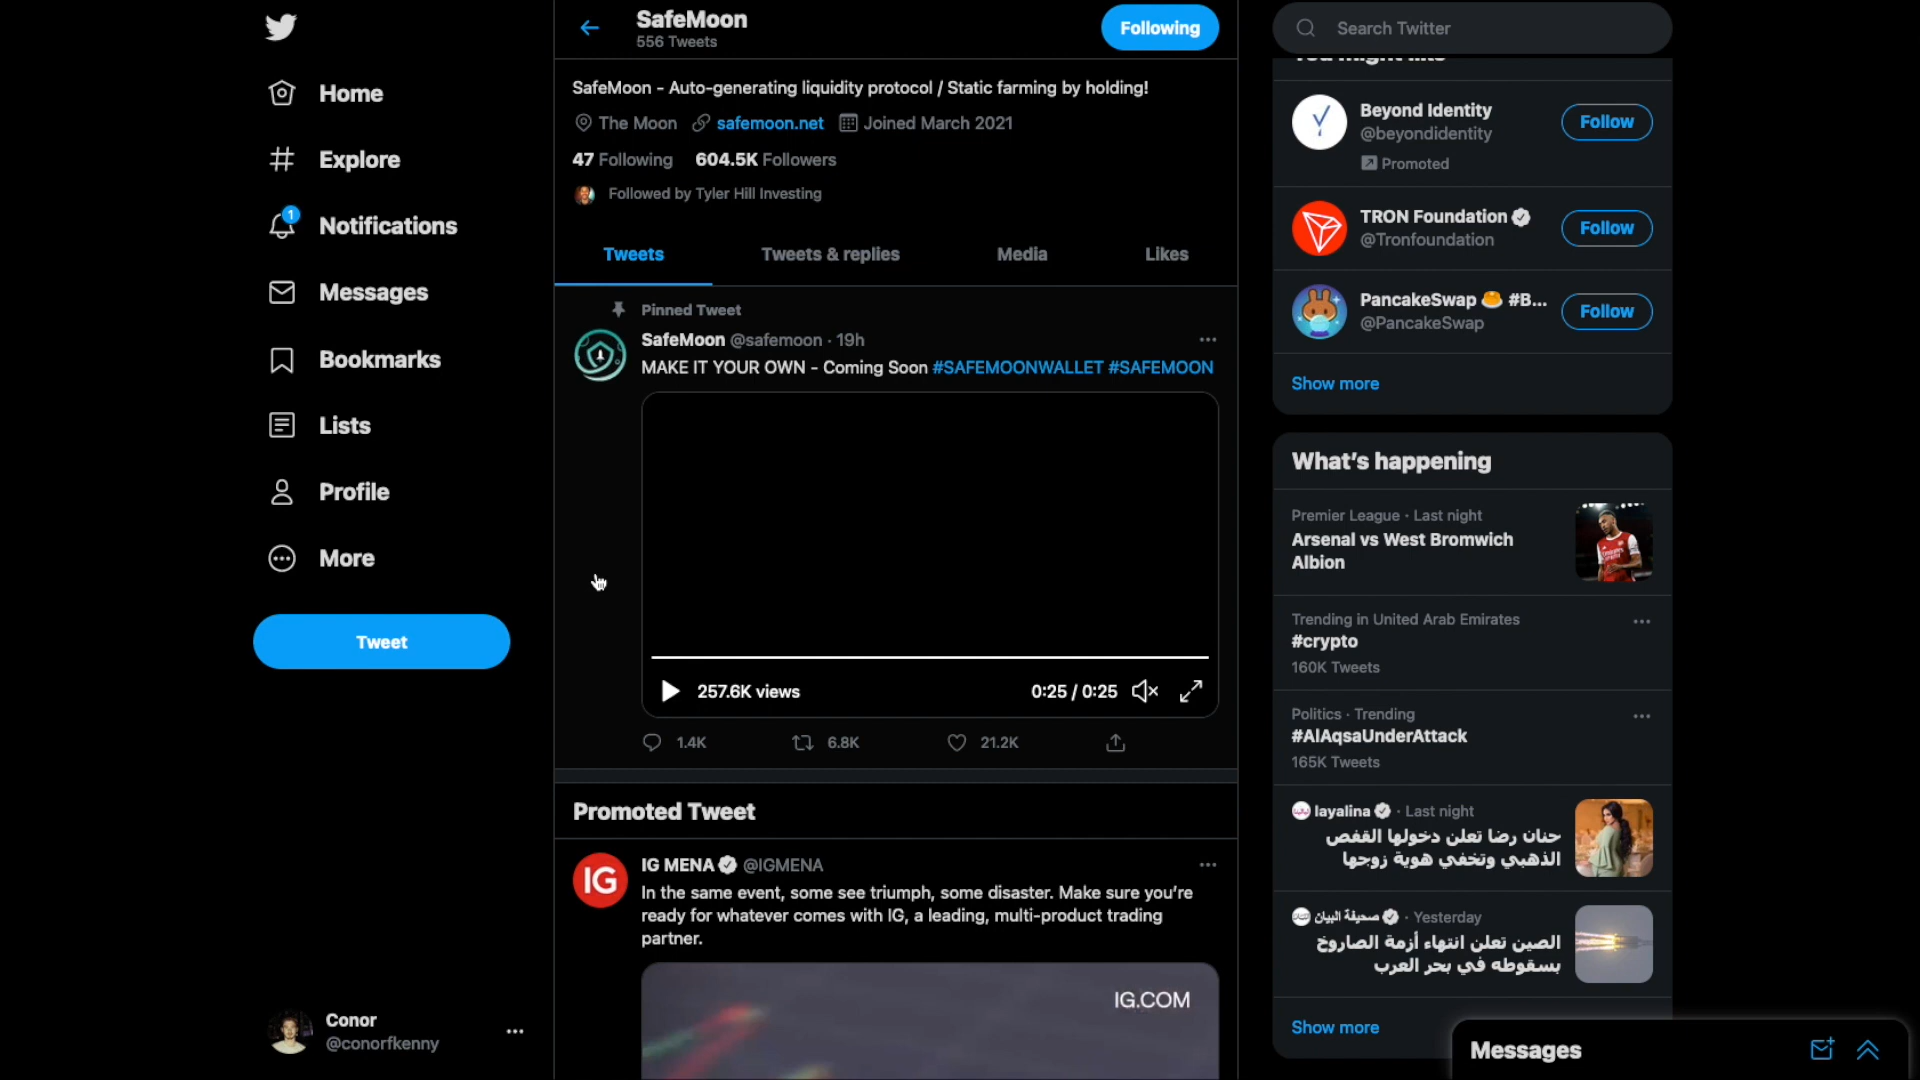 Home
Explore
1
Notifications
Messages
Bookmarks
Lists
Profile
More
Tweet
Conor
@conorfkenny
SafeMoon
556 Tweets
Following
SafeMoon - Auto-generating liquidity protocol / Static farming by holding!
The Moon safemoon.net Joined March 2021
47 Following 604.5K Followers
Followed by Tyler Hill Investing
Tweets Tweets & replies Media Likes
Pinned Tweet
SafeMoon @safemoon · 19h
MAKE IT YOUR OWN - Coming Soon #SAFEMOONWALLET #SAFEMOON
257.6K views 0:25 / 0:25
1.4K 6.8K 21.2K
Promoted Tweet
IG MENA @IGMENA
In the same event, some see triumph, some disaster. Make sure you're
ready for whatever comes with IG, a leading, multi-product trading
partner.
IG
IG.COM
Search Twitter
You might like
Beyond Identity
@beyondidentity
Promoted
Follow
TRON Foundation
@Tronfoundation
Follow
PancakeSwap 🥞 #B...
@PancakeSwap
Follow
Show more
What's happening
Premier League · Last night
Arsenal vs West Bromwich
Albion
Trending in United Arab Emirates
#crypto
160K Tweets
Politics · Trending
#AlAqsaUnderAttack
165K Tweets
layalina · Last night
حنان رضا تعلن دخولها القفص
الذهبي وتخفي هوية زوجها
صحيفة البيان · Yesterday
الصين تعلن انتهاء أزمة الصاروخ
بسقوطه في بحر العرب
Show more
Messages